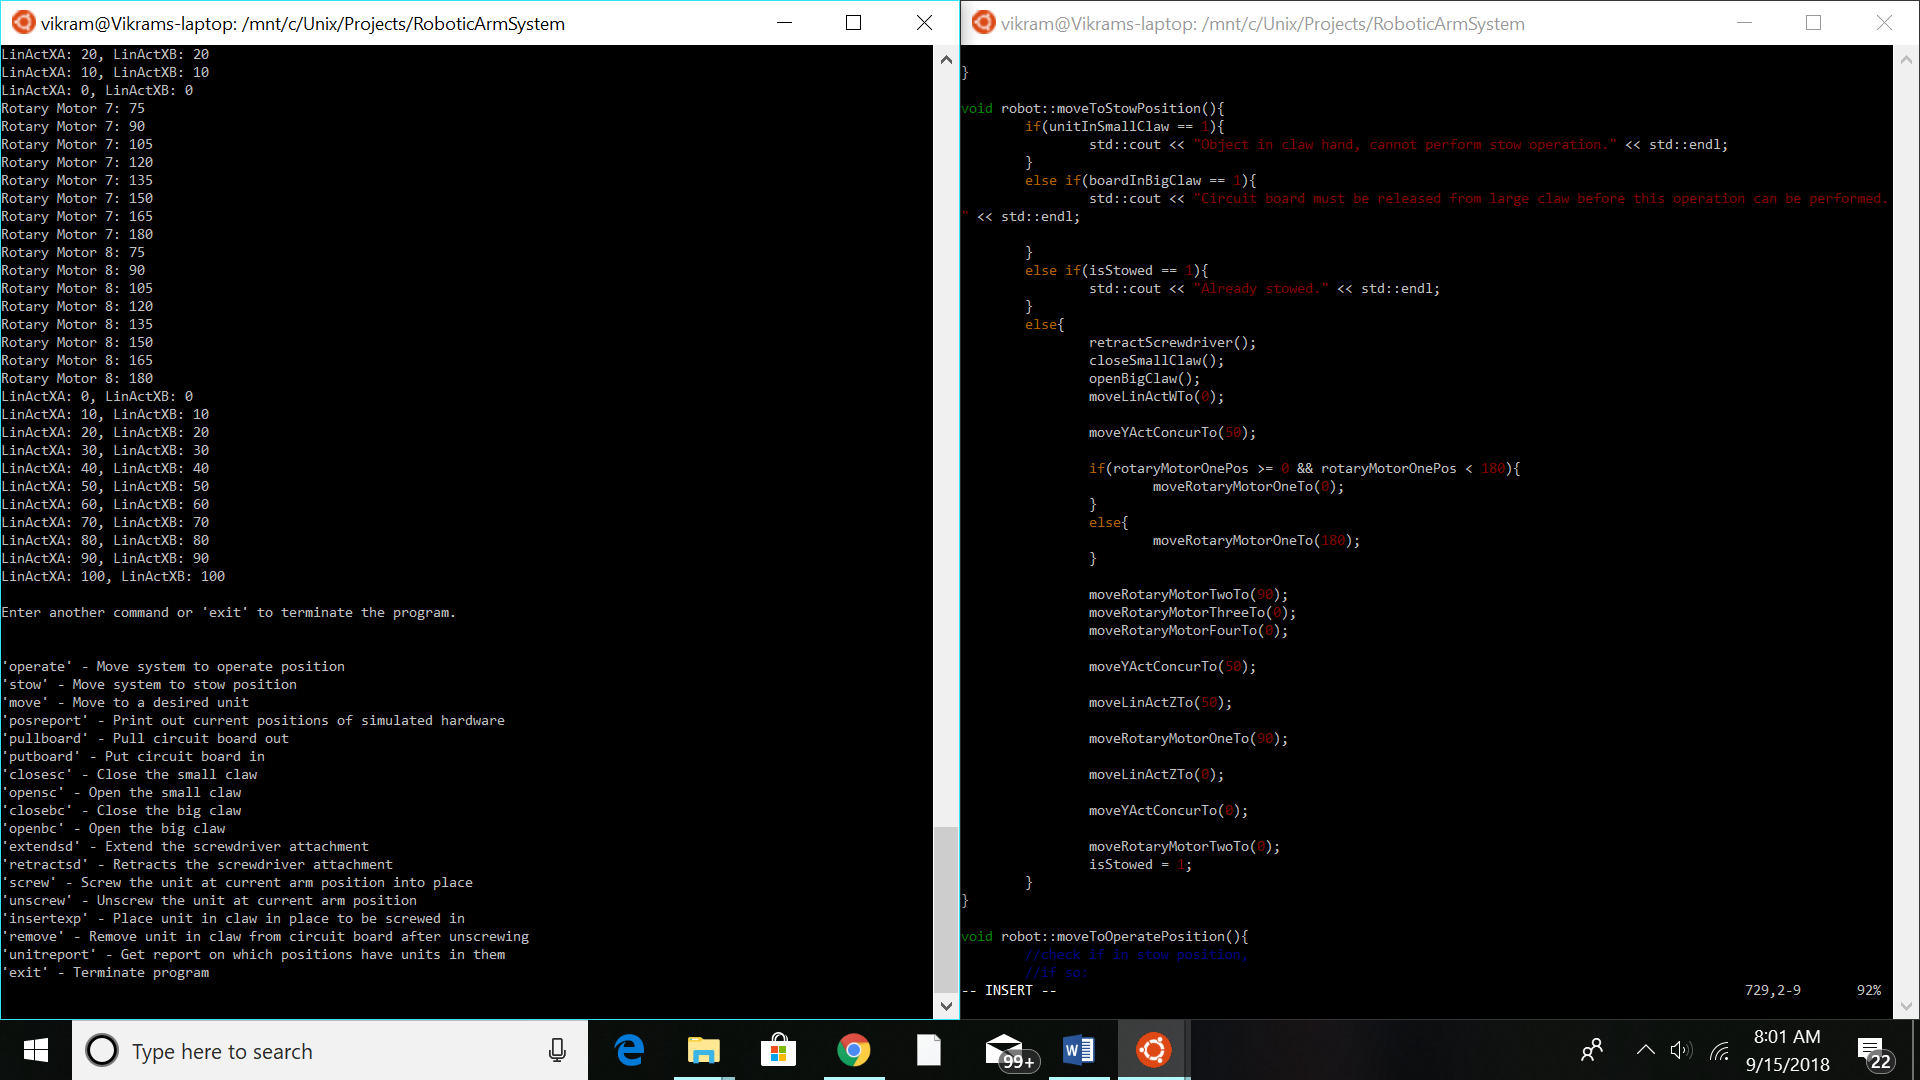 vikram@Vikrams-laptop: /mnt/c/Unix/Projects/RoboticArmSystem
LinActXA: 20, LinActXB: 20
LinActXA: 10, LinActXB: 10
LinActXA: 0, LinActXB: 0
Rotary Motor 7: 75
Rotary Motor 7: 90
Rotary Motor 7: 105
Rotary Motor 7: 120
Rotary Motor 7: 135
Rotary Motor 7: 150
Rotary Motor 7: 165
Rotary Motor 7: 180
Rotary Motor 8: 75
Rotary Motor 8: 90
Rotary Motor 8: 105
Rotary Motor 8: 120
Rotary Motor 8: 135
Rotary Motor 8: 150
Rotary Motor 8: 165
Rotary Motor 8: 180
LinActXA: 0, LinActXB: 0
LinActXA: 10, LinActXB: 10
LinActXA: 20, LinActXB: 20
LinActXA: 30, LinActXB: 30
LinActXA: 40, LinActXB: 40
LinActXA: 50, LinActXB: 50
LinActXA: 60, LinActXB: 60
LinActXA: 70, LinActXB: 70
LinActXA: 80, LinActXB: 80
LinActXA: 90, LinActXB: 90
LinActXA: 100, LinActXB: 100
Enter another command or 'exit' to terminate the program.
'operate' - Move system to operate position
'stow' - Move system to stow position
'move' - Move to a desired unit
'posreport' - Print out current positions of simulated hardware
'pullboard' - Pull circuit board out
'putboard' - Put circuit board in
'closesc' - Close the small claw
'opensc' - Open the small claw
'closebc' - Close the big claw
'openbc' - Open the big claw
'extendsd' - Extend the screwdriver attachment
'retractsd' - Retracts the screwdriver attachment
'screw' - Screw the unit at current arm position into place
'unscrew' - Unscrew the unit at current arm position
'insertexp' - Place unit in claw in place to be screwed in
'remove' - Remove unit in claw from circuit board after unscrewing
'unitreport' - Get report on which positions have units in them
'exit' - Terminate program
vikram@Vikrams-laptop: /mnt/c/Unix/Projects/RoboticArmSystem
}
void robot::moveToStowPosition(){
if(unitInSmallClaw == 1){
std::cout << "Object in claw hand, cannot perform stow operation." << std::endl;
}
else if(boardInBigClaw == 1){
std::cout << "Circuit board must be released from large claw before this operation can be performed.
" << std::endl;
}
else if(isStowed == 1){
std::cout << "Already stowed." << std::endl;
}
else{
retractScrewdriver();
closeSmallClaw();
openBigClaw();
moveLinActWTo(0);
moveYActConcurTo(50);
if(rotaryMotorOnePos >= 0 && rotaryMotorOnePos < 180){
moveRotaryMotorOneTo(0);
}
else{
moveRotaryMotorOneTo(180);
}
moveRotaryMotorTwoTo(90);
moveRotaryMotorThreeTo(0);
moveRotaryMotorFourTo(0);
moveYActConcurTo(50);
moveLinActZTo(50);
moveRotaryMotorOneTo(90);
moveLinActZTo(0);
moveYActConcurTo(0);
moveRotaryMotorTwoTo(0);
isStowed = 1;
}
}
void robot::moveToOperatePosition(){
//check if in stow position,
//if so:
-- INSERT -- 729,2-9 92%
Type here to search
99+
8:01 AM
9/15/2018
22